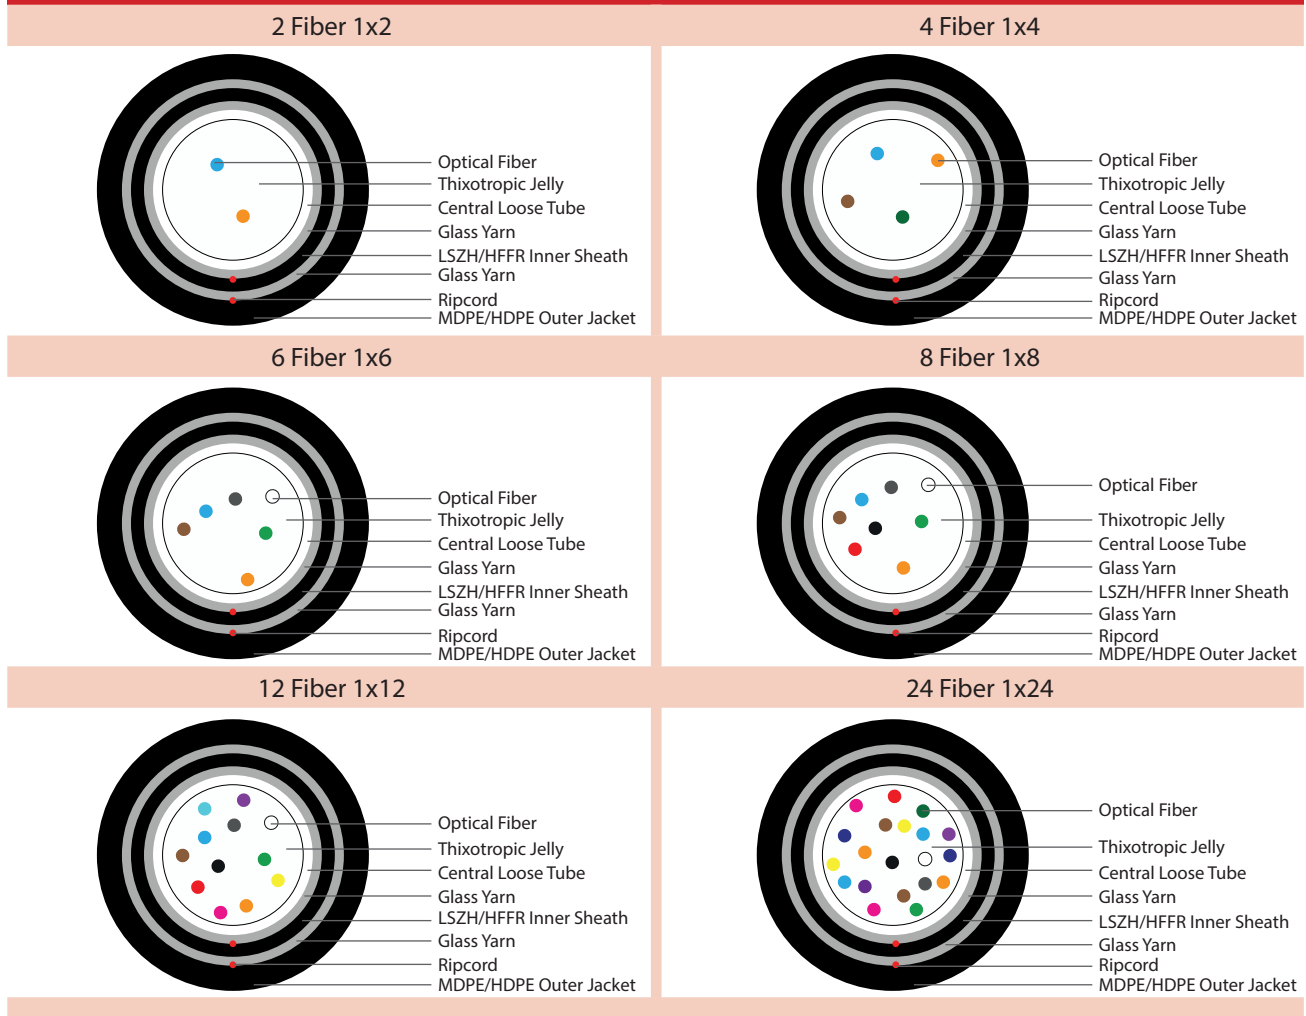 2 Fiber 1x2
4 Fiber 1x4
Optical Fiber
Thixotropic Jelly
Central Loose Tube
Glass Yarn
LSZH/HFFR Inner Sheath
Glass Yarn
Ripcord
MDPE/HDPE Outer Jacket
Optical Fiber
Thixotropic Jelly
Central Loose Tube
Glass Yarn
LSZH/HFFR Inner Sheath
Glass Yarn
Ripcord
MDPE/HDPE Outer Jacket
6 Fiber 1x6
8 Fiber 1x8
Optical Fiber
Thixotropic Jelly
Central Loose Tube
Glass Yarn
LSZH/HFFR Inner Sheath
Glass Yarn
Ripcord
MDPE/HDPE Outer Jacket
Optical Fiber
Thixotropic Jelly
Central Loose Tube
Glass Yarn
LSZH/HFFR Inner Sheath
Glass Yarn
Ripcord
MDPE/HDPE Outer Jacket
12 Fiber 1x12
24 Fiber 1x24
Optical Fiber
Thixotropic Jelly
Central Loose Tube
Glass Yarn
LSZH/HFFR Inner Sheath
Glass Yarn
Ripcord
MDPE/HDPE Outer Jacket
Optical Fiber
Thixotropic Jelly
Central Loose Tube
Glass Yarn
LSZH/HFFR Inner Sheath
Glass Yarn
Ripcord
MDPE/HDPE Outer Jacket